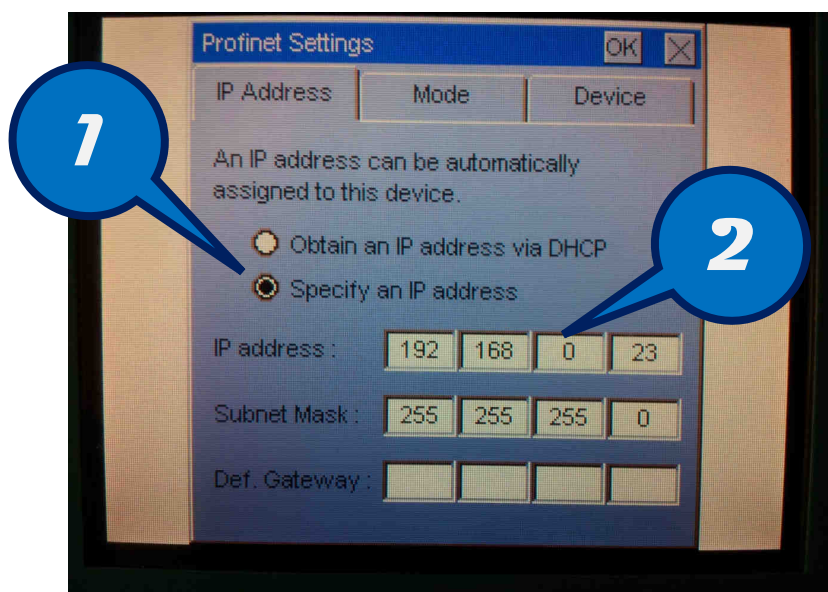 Profinet Settings OK
IP Address Mode Device
1
An IP address can be automatically
assigned to this device.
2
Obtain an IP address via DHCP
Specify an IP address
IP address : 192 168 0 23
Subnet Mask : 255 255 255 0
Def. Gateway :